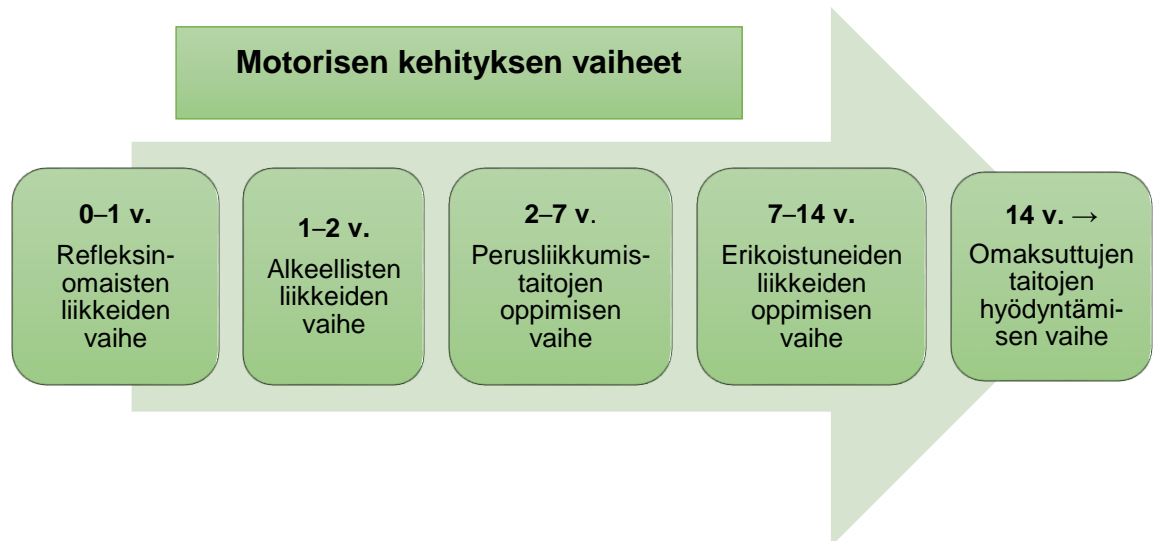 Motorisen kehityksen vaiheet
0–1 v.
Refleksin-
omaisten
liikkeiden
vaihe
1–2 v.
Alkeellisten
liikkeiden
vaihe
2–7 v.
Perusliikkumis-
taitojen
oppimisen
vaihe
7–14 v.
Erikoistuneiden
liikkeiden
oppimisen
vaihe
14 v. →
Omaksuttujen
taitojen
hyödyntämi-
sen vaihe